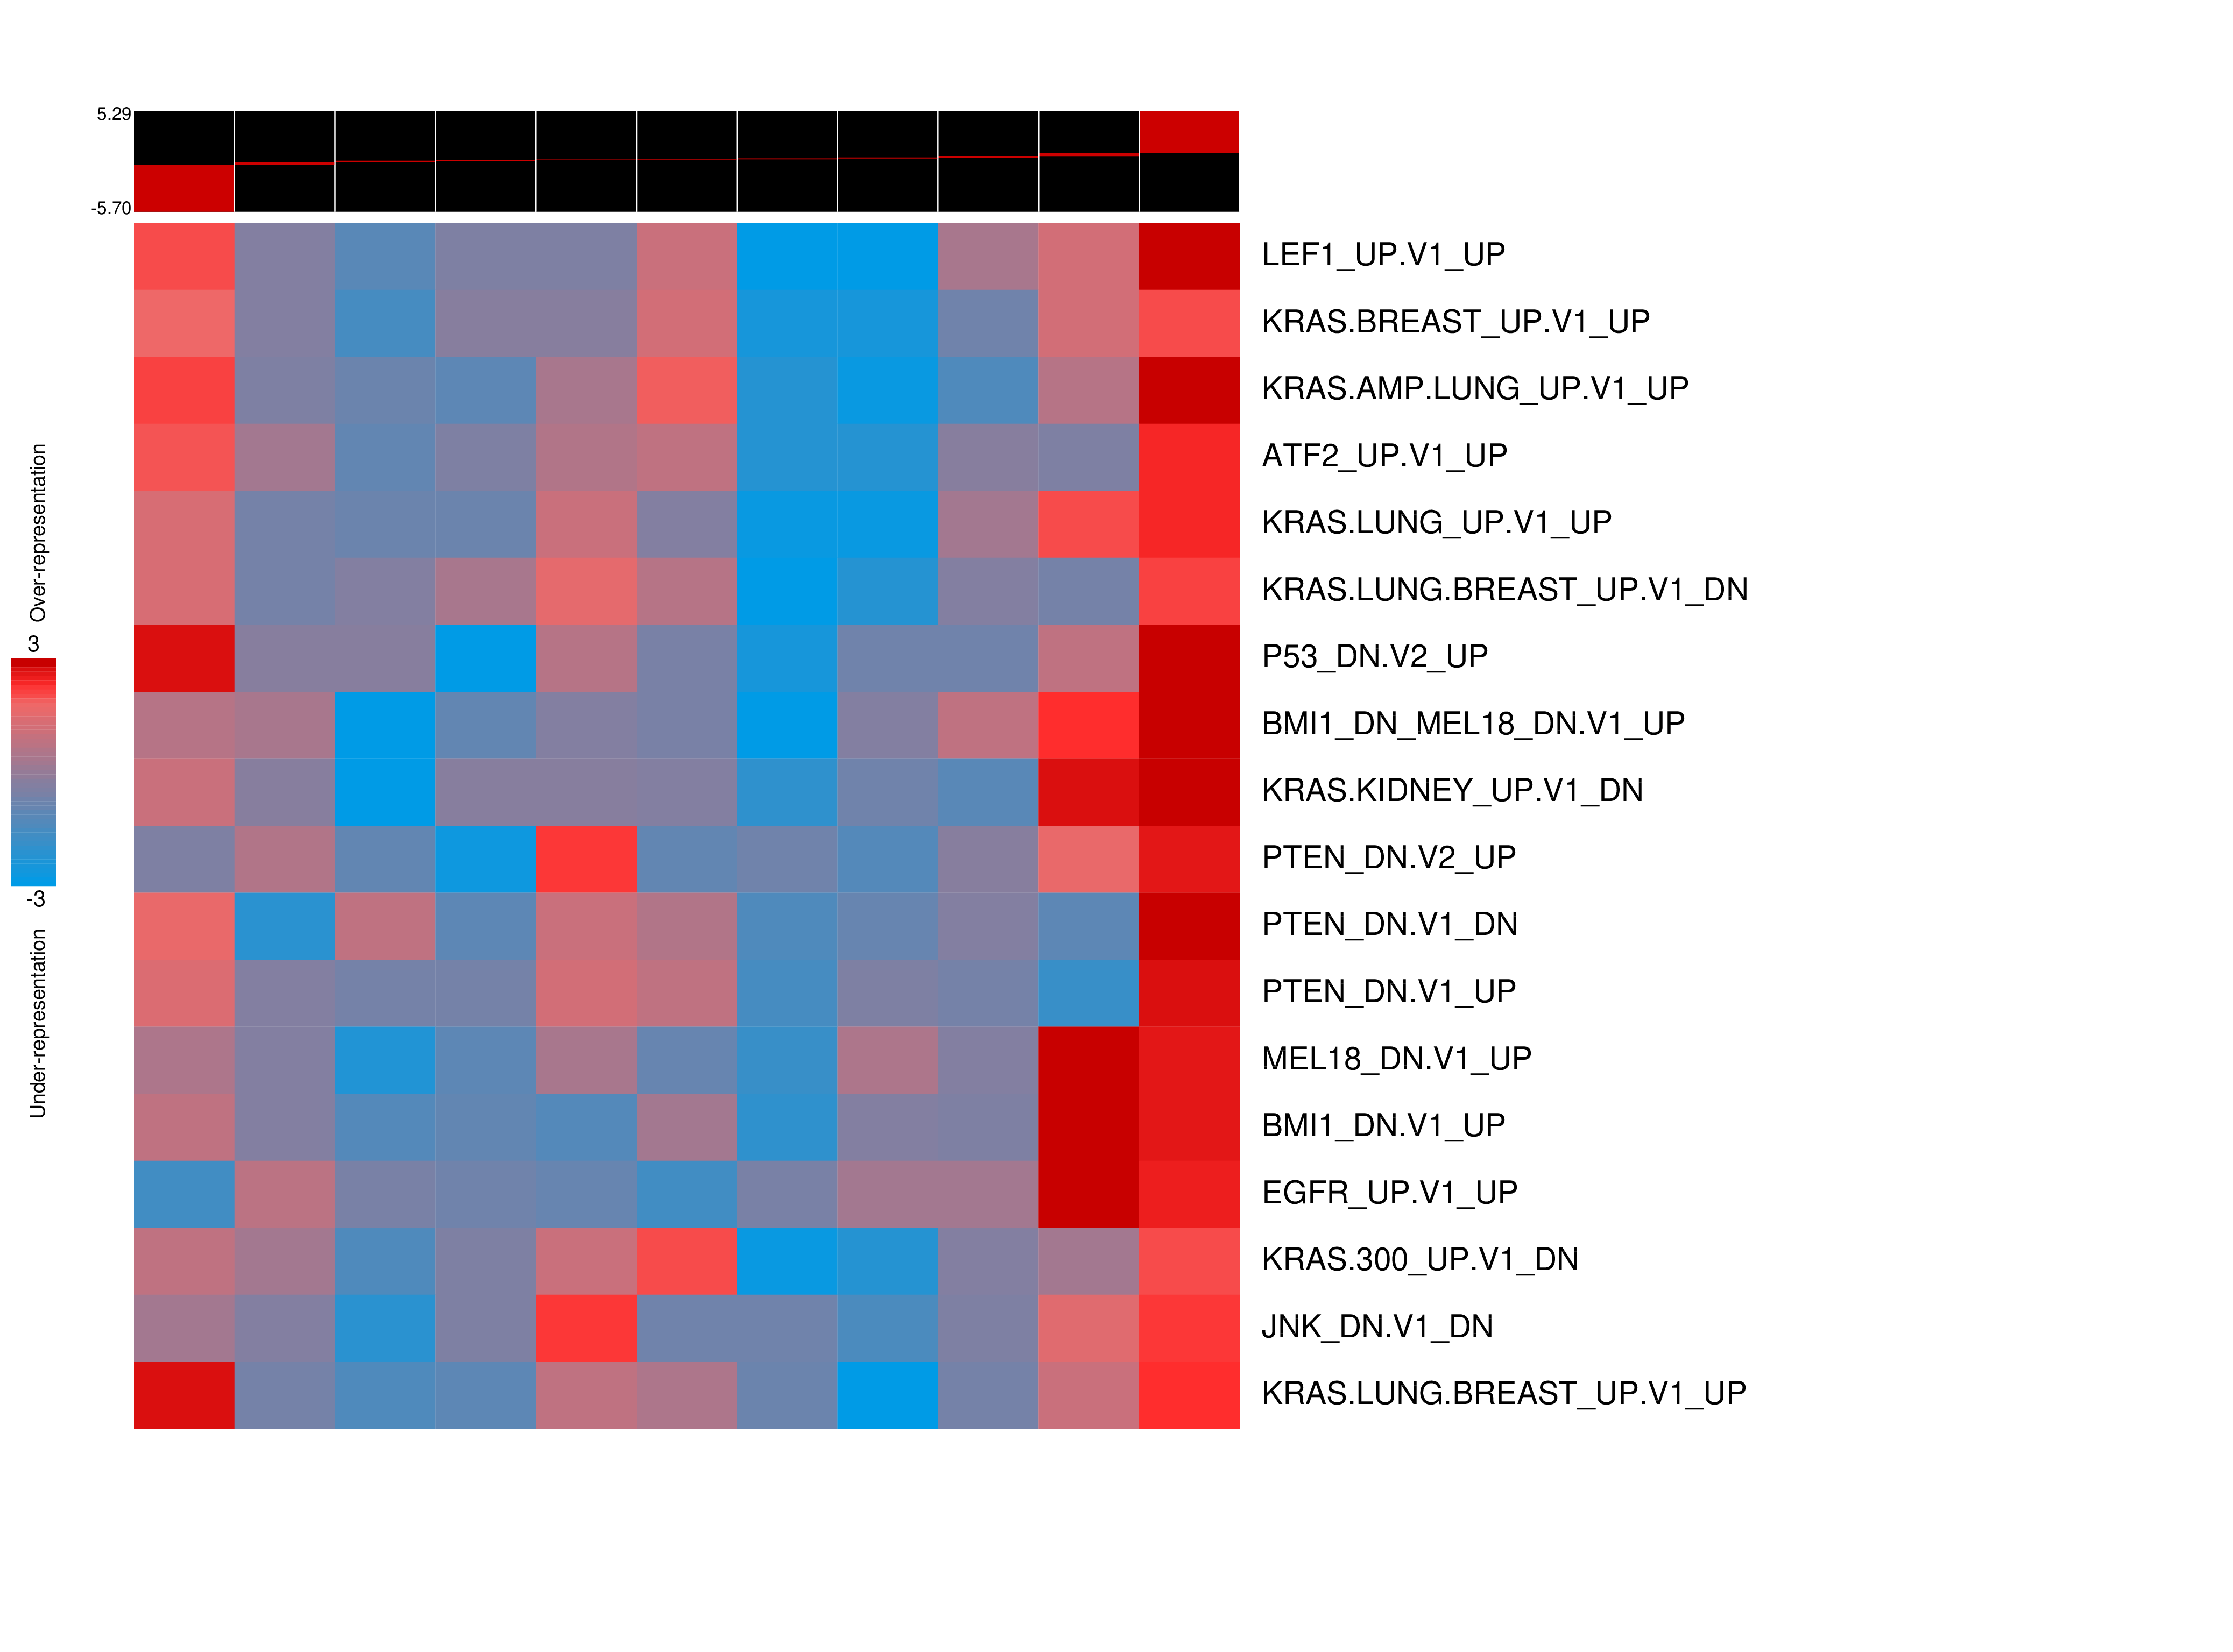 5.29
-5.70
LEF1_UP.V1_UP
KRAS.BREAST_UP.V1_UP
KRAS.AMP.LUNG_UP.V1_UP
ATF2_UP.V1_UP
KRAS.LUNG_UP.V1_UP
KRAS.LUNG.BREAST_UP.V1_DN
P53_DN.V2_UP
BMI1_DN_MEL18_DN.V1_UP
KRAS.KIDNEY_UP.V1_DN
PTEN_DN.V2_UP
PTEN_DN.V1_DN
PTEN_DN.V1_UP
MEL18_DN.V1_UP
BMI1_DN.V1_UP
EGFR_UP.V1_UP
KRAS.300_UP.V1_DN
JNK_DN.V1_DN
KRAS.LUNG.BREAST_UP.V1_UP
Over-representation
3
-3
Under-representation